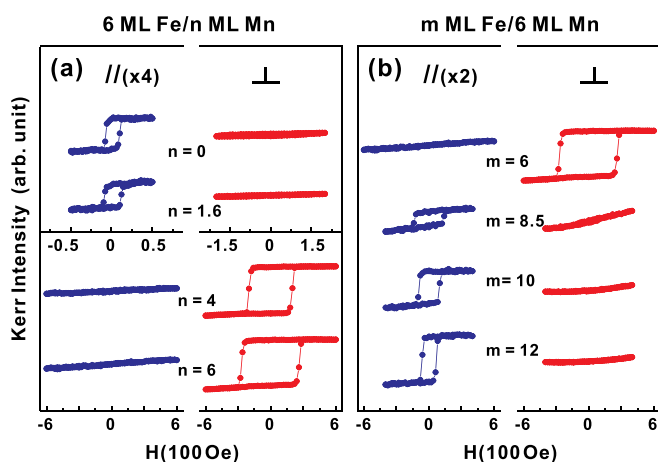 6 ML Fe/n ML Mn
m ML Fe/6 ML Mn
(a) //(x4) ⊥
(b) //(x2) ⊥
Kerr Intensity (arb. unit)
n = 0
n = 1.6
-0.5 0 0.5 -1.5 0 1.5
n = 4
n = 6
m = 6
m = 8.5
m = 10
m = 12
-6 0 6 0 6 -6 0 6 0 6
H(100 Oe) H(100 Oe)